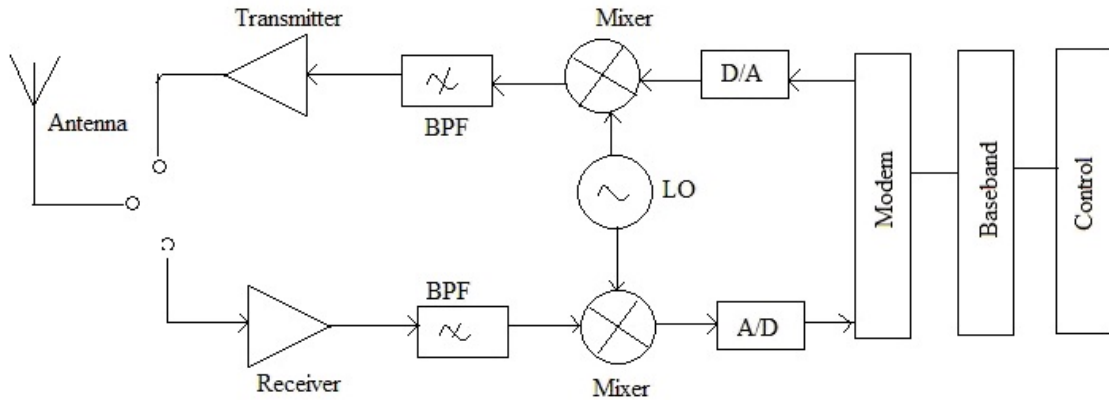 Transmitter
Mixer
D/A
BPF
Antenna
LO
Modem
Baseband
Control
BPF
A/D
Receiver
Mixer